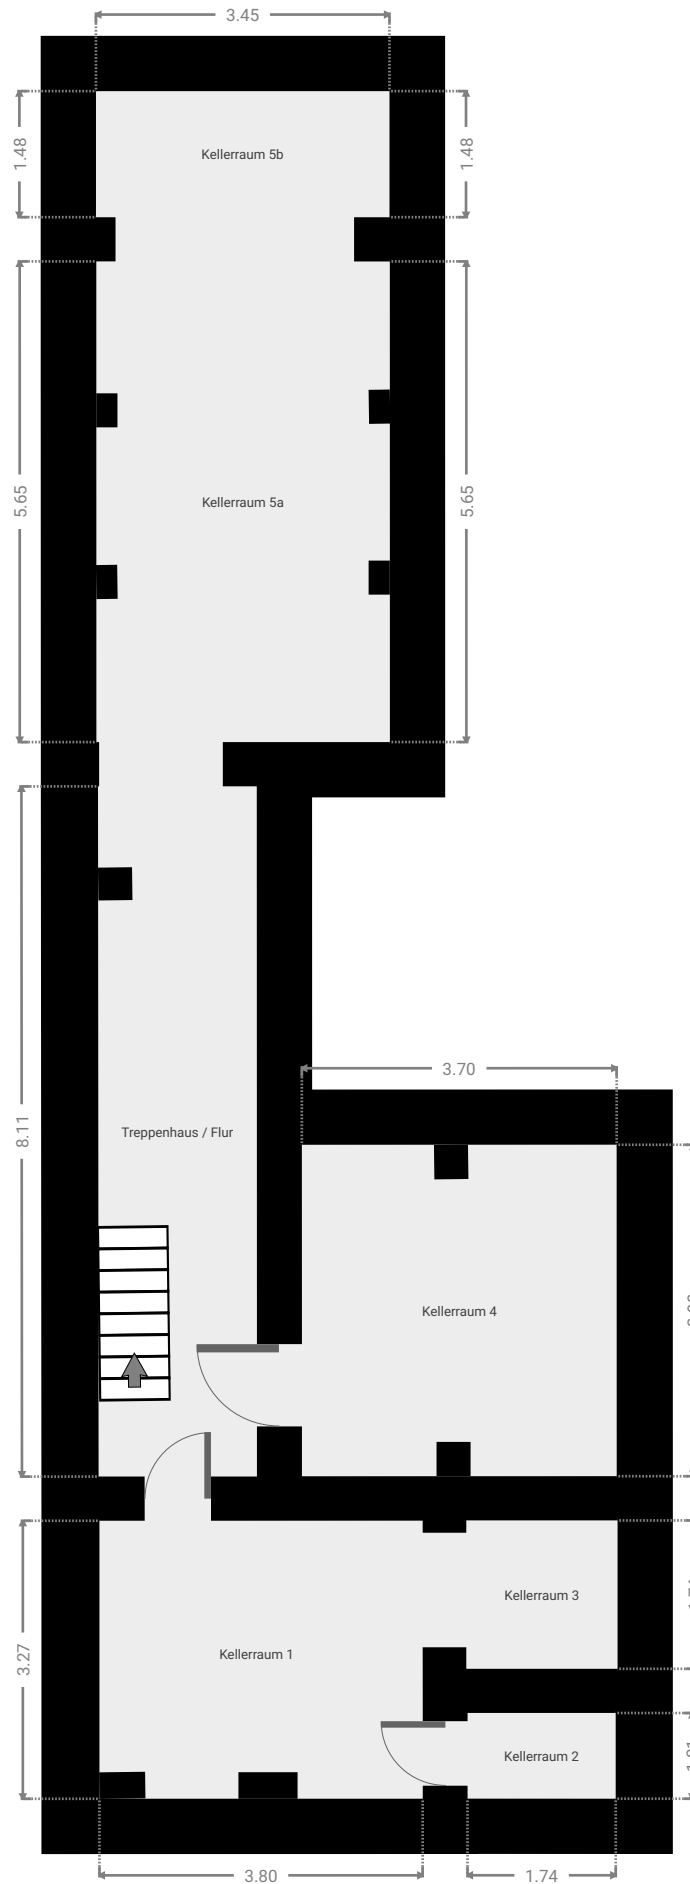 3.45
1.48
1.48
Kellerraum 5b
5.65
5.65
Kellerraum 5a
3.70
8.11
Treppenhaus / Flur
Kellerraum 4
Kellerraum 3
3.27
Kellerraum 1
Kellerraum 2
3.80
1.74